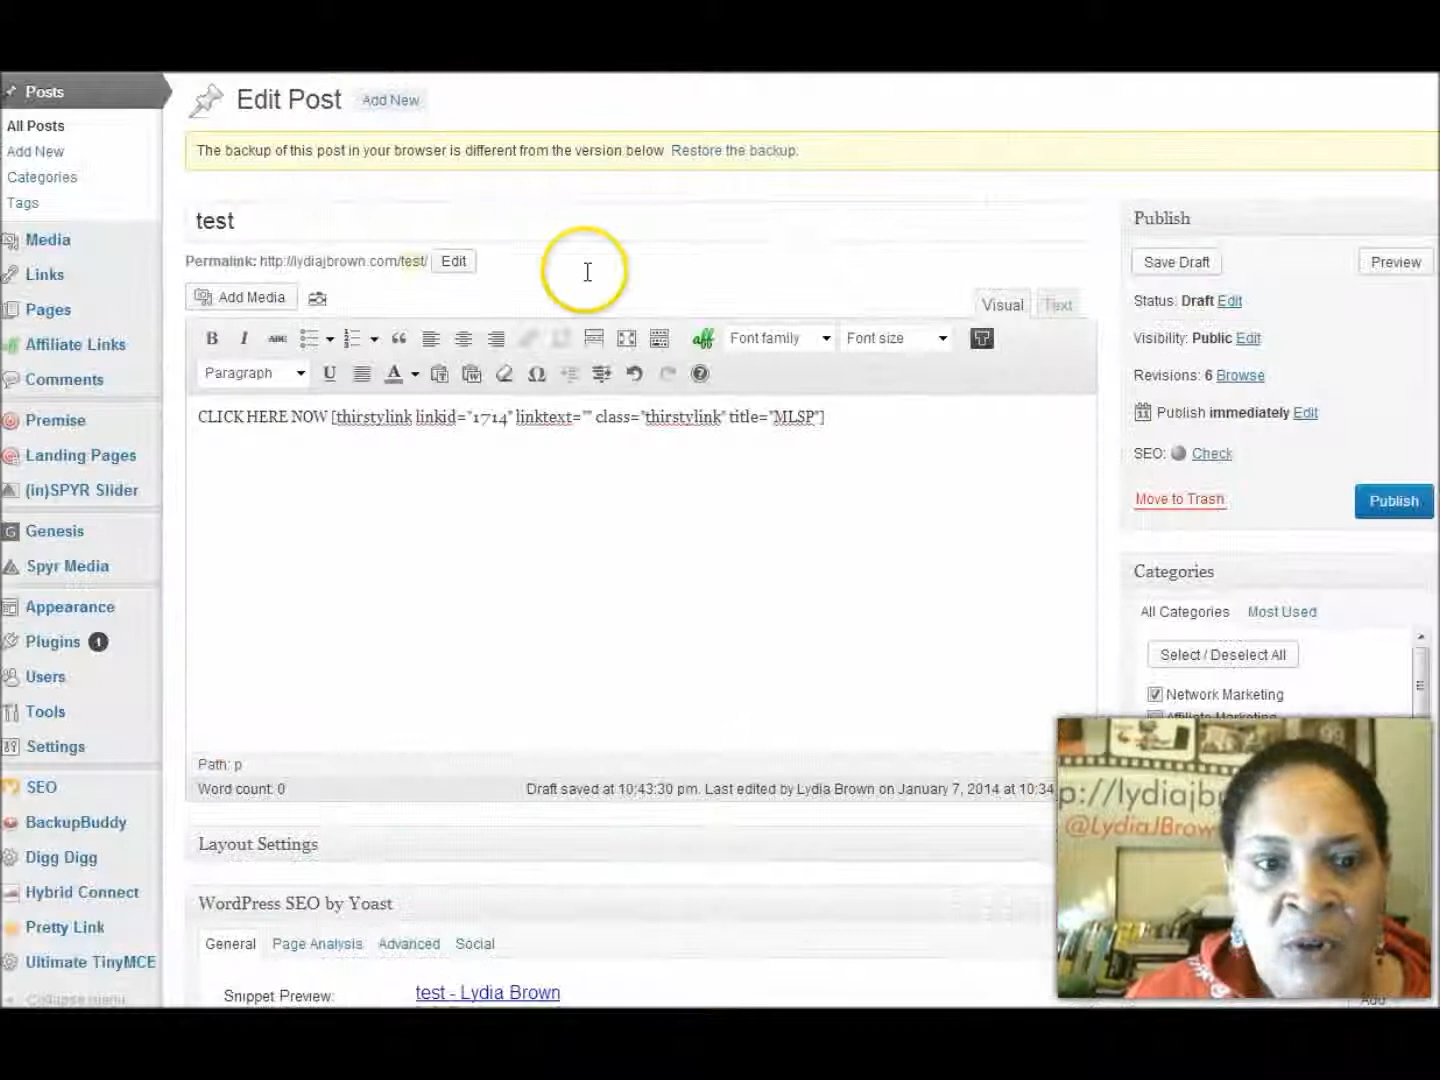 Posts
All Posts
Add New
Categories
Tags
Media
Links
Pages
Affiliate Links
Comments
Premise
Landing Pages
(in)SPYR Slider
Genesis
Spyr Media
Appearance
Plugins 1
Users
Tools
Settings
SEO
BackupBuddy
Digg Digg
Hybrid Connect
Pretty Link
Ultimate TinyMCE
Collapse menu
Edit Post Add New
The backup of this post in your browser is different from the version below. Restore the backup.
test
Permalink: http://lydiajbrown.com/test/ Edit
Add Media
Visual Text
B I ABC aff Font family Font size
Paragraph U A Ω
CLICK HERE NOW [thirstylink linkid="1714" linktext="" class="thirstylink" title="MLSP"]
Path: p
Word count: 0 Draft saved at 10:43:30 pm. Last edited by Lydia Brown on January 7, 2014 at 10:34
Layout Settings
WordPress SEO by Yoast
General Page Analysis Advanced Social
Snippet Preview: test - Lydia Brown
Publish
Save Draft Preview
Status: Draft Edit
Visibility: Public Edit
Revisions: 6 Browse
Publish immediately Edit
SEO: Check
Move to Trash Publish
Categories
All Categories Most Used
Select / Deselect All
Network Marketing
Affiliate Marketing
p://lydiajb
@LydiaJBrow
Add